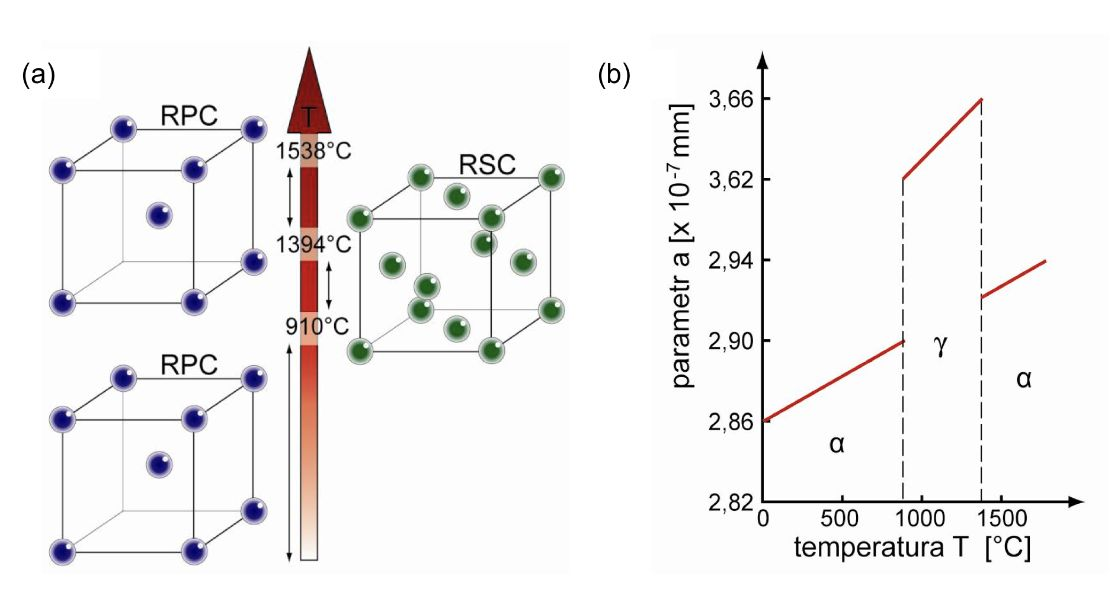 (a)
RPC
T
1538°C
RSC
1394°C
910°C
RPC
(b)
parametr a [x 10⁻⁷ mm]
3,66
3,62
2,94
2,90
2,86
2,82
γ
α
α
0 500 1000 1500
temperatura T [°C]